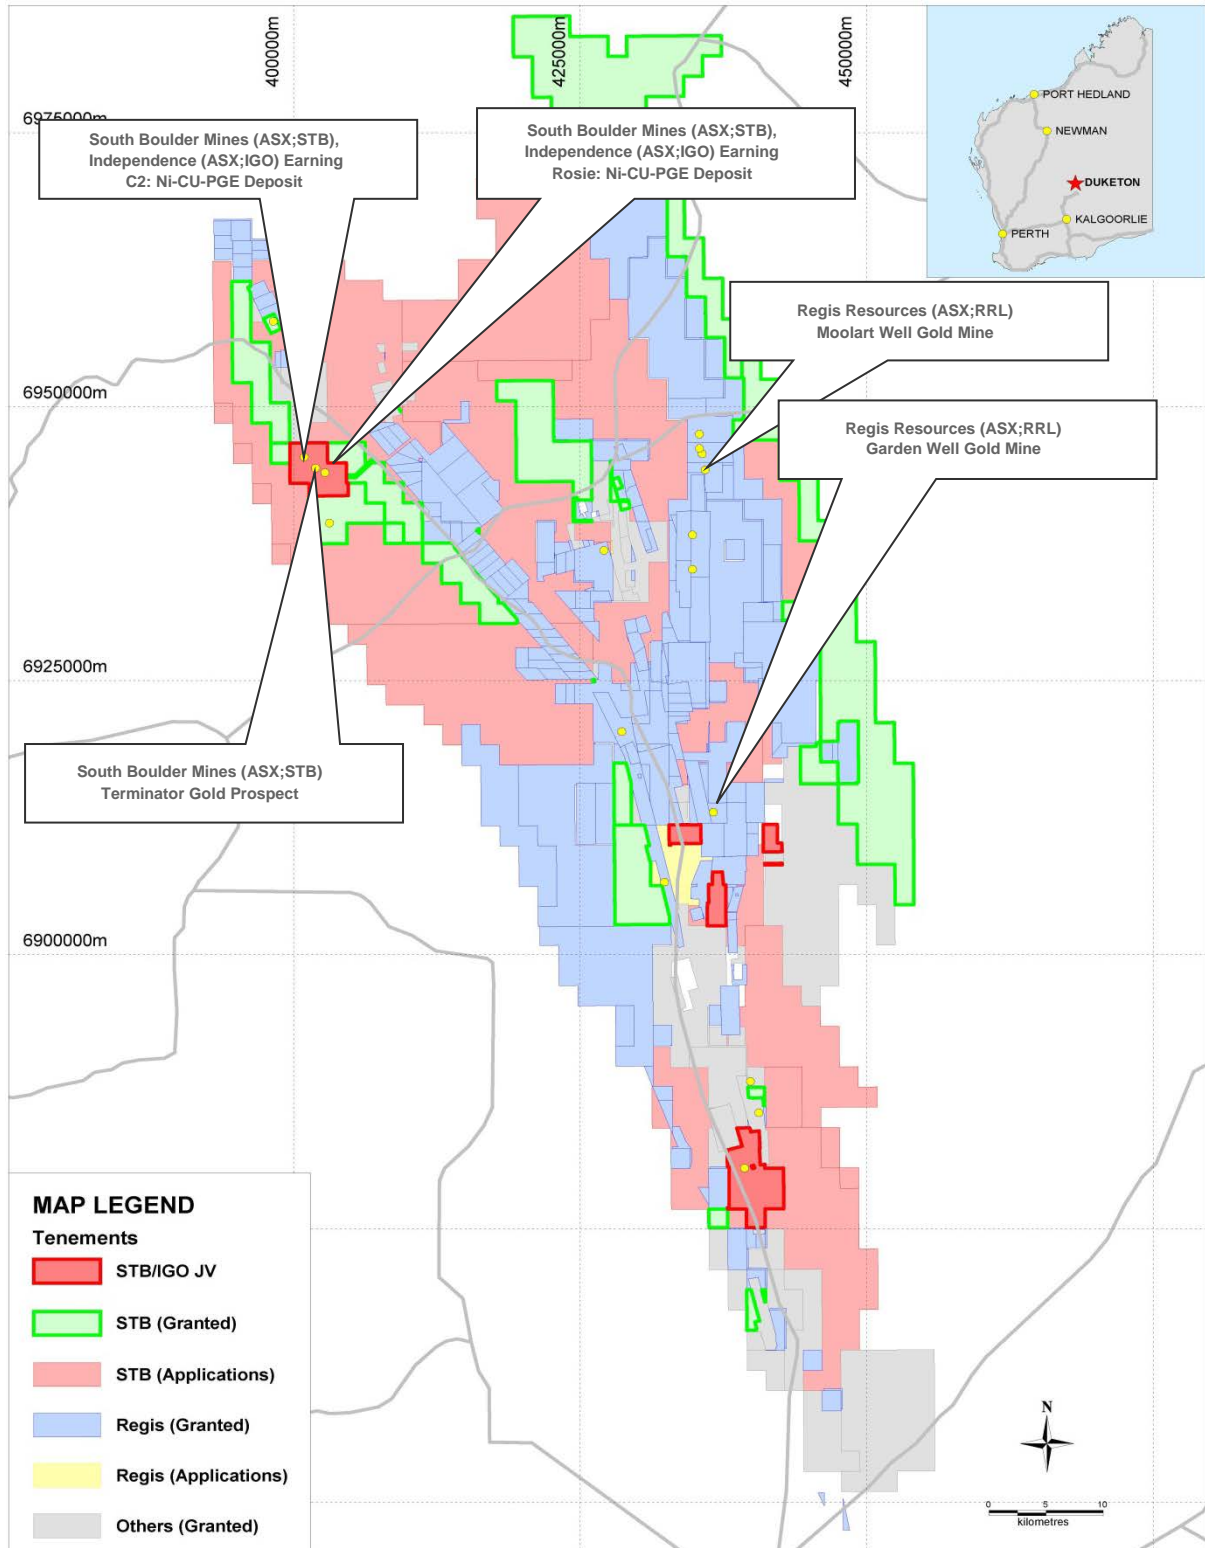 400000m
425000m
450000m
PORT HEDLAND
NEWMAN
DUKETON
KALGOORLIE
PERTH
6975000m
South Boulder Mines (ASX;STB),
Independence (ASX;IGO) Earning
C2: Ni-CU-PGE Deposit
South Boulder Mines (ASX;STB),
Independence (ASX;IGO) Earning
Rosie: Ni-CU-PGE Deposit
Regis Resources (ASX;RRL)
Moolart Well Gold Mine
6950000m
Regis Resources (ASX;RRL)
Garden Well Gold Mine
6925000m
South Boulder Mines (ASX;STB)
Terminator Gold Prospect
6900000m
MAP LEGEND
Tenements
STB/IGO JV
STB (Granted)
STB (Applications)
Regis (Granted)
Regis (Applications)
Others (Granted)
N
0 5 10
kilometres